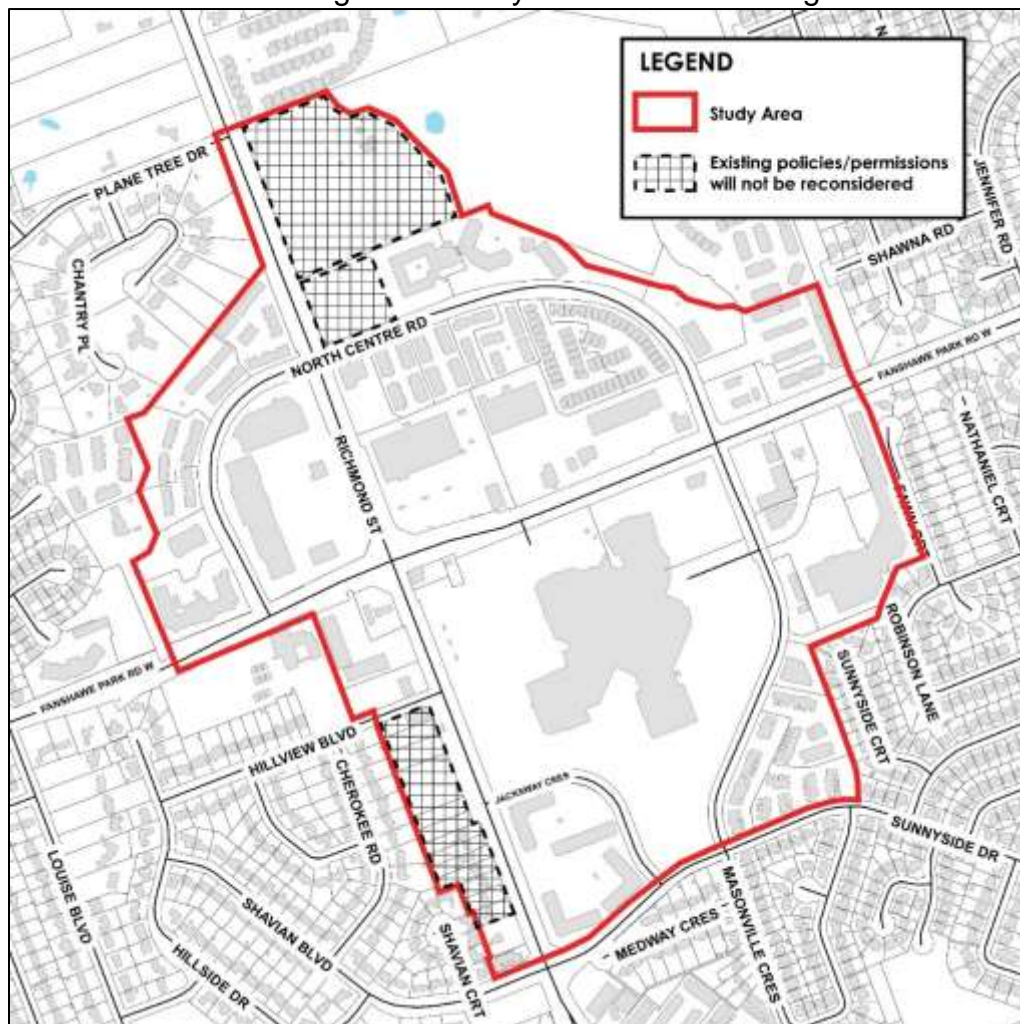 LEGEND
Study Area
Existing policies/permissions
will not be reconsidered
PLANE TREE DR
CHANTRY PL
JENNIFER RD
SHAWNA RD
NORTH CENTRE RD
FANSHAWE PARK RD W
NATHANIEL CRT
RICHMOND ST
ROBINSON LANE
SUNNYSIDE CRT
FANSHAWE PARK RD W
HILLVIEW BLVD
CHEROKEE RD
JACKSWAY CRES
SUNNYSIDE DR
LOUISE BLVD
SHAVIAN BLVD
HILLSIDE DR
SHAVIAN CRT
MEDWAY CRES
MASONVILLE CRES